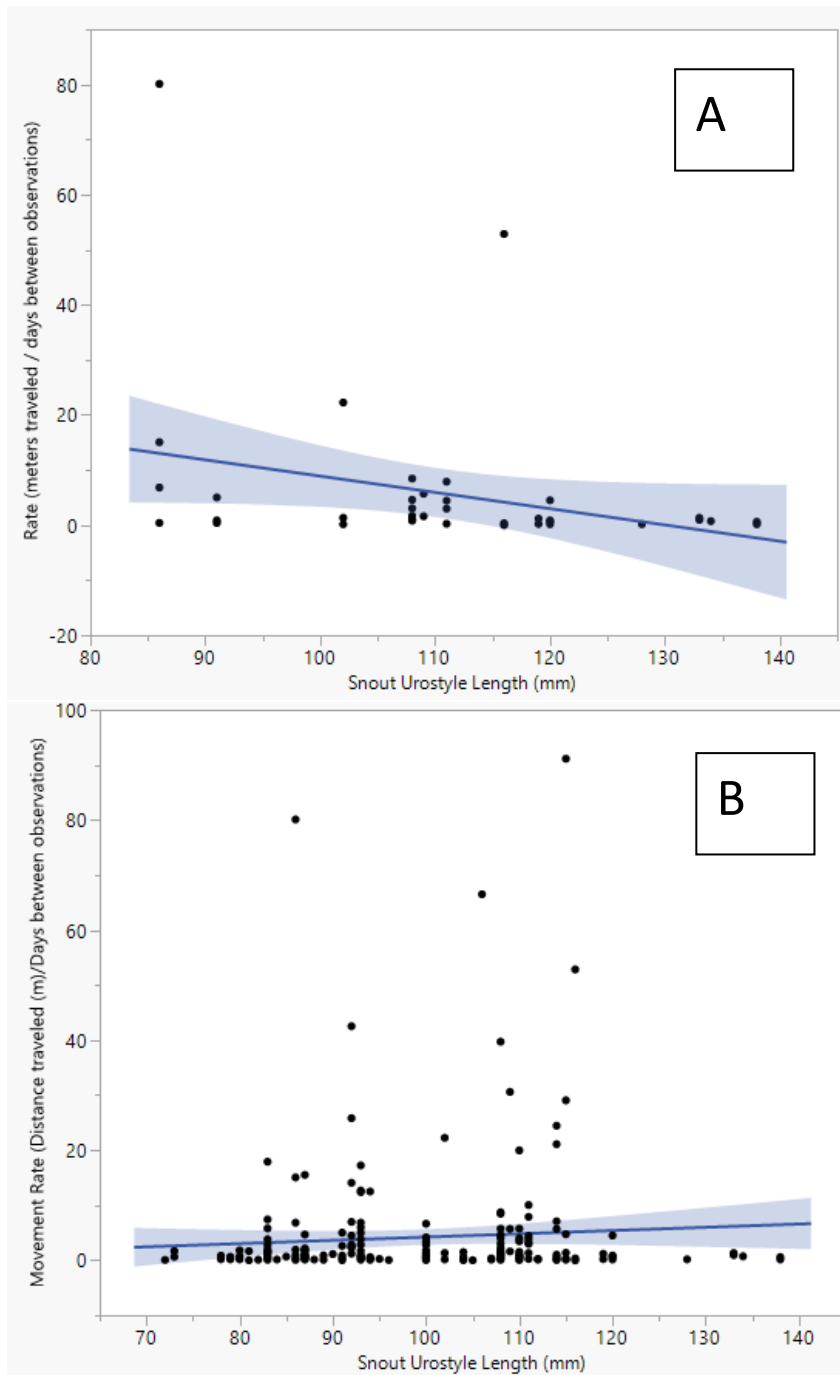 A
80
60
40
20
0
-20
Rate (meters traveled / days between observations)
80 90 100 110 120 130 140
Snout Urostyle Length (mm)
B
100
80
60
40
20
0
Movement Rate (Distance traveled (m)/Days between observations)
70 80 90 100 110 120 130 140
Snout Urostyle Length (mm)